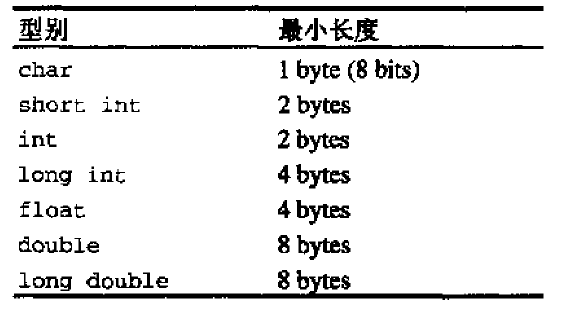 型别 最小长度
char 1 byte (8 bits)
short int 2 bytes
int 2 bytes
long int 4 bytes
float 4 bytes
double 8 bytes
long double 8 bytes